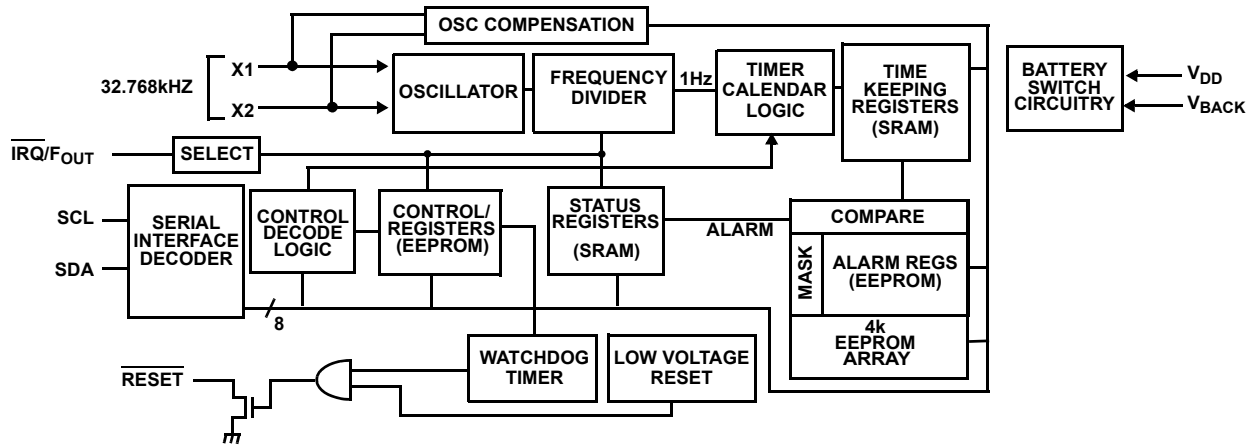 OSC COMPENSATION
32.768kHZ
X1
X2
OSCILLATOR
FREQUENCY
DIVIDER
1Hz
TIMER
CALENDAR
LOGIC
TIME
KEEPING
REGISTERS
(SRAM)
BATTERY
SWITCH
CIRCUITRY
VDD
VBACK
IRQ/FOUT
SELECT
SCL
SDA
SERIAL
INTERFACE
DECODER
CONTROL
DECODE
LOGIC
CONTROL/
REGISTERS
(EEPROM)
STATUS
REGISTERS
(SRAM)
ALARM
COMPARE
MASK
ALARM REGS
(EEPROM)
4k
EEPROM
ARRAY
8
WATCHDOG
TIMER
LOW VOLTAGE
RESET
RESET